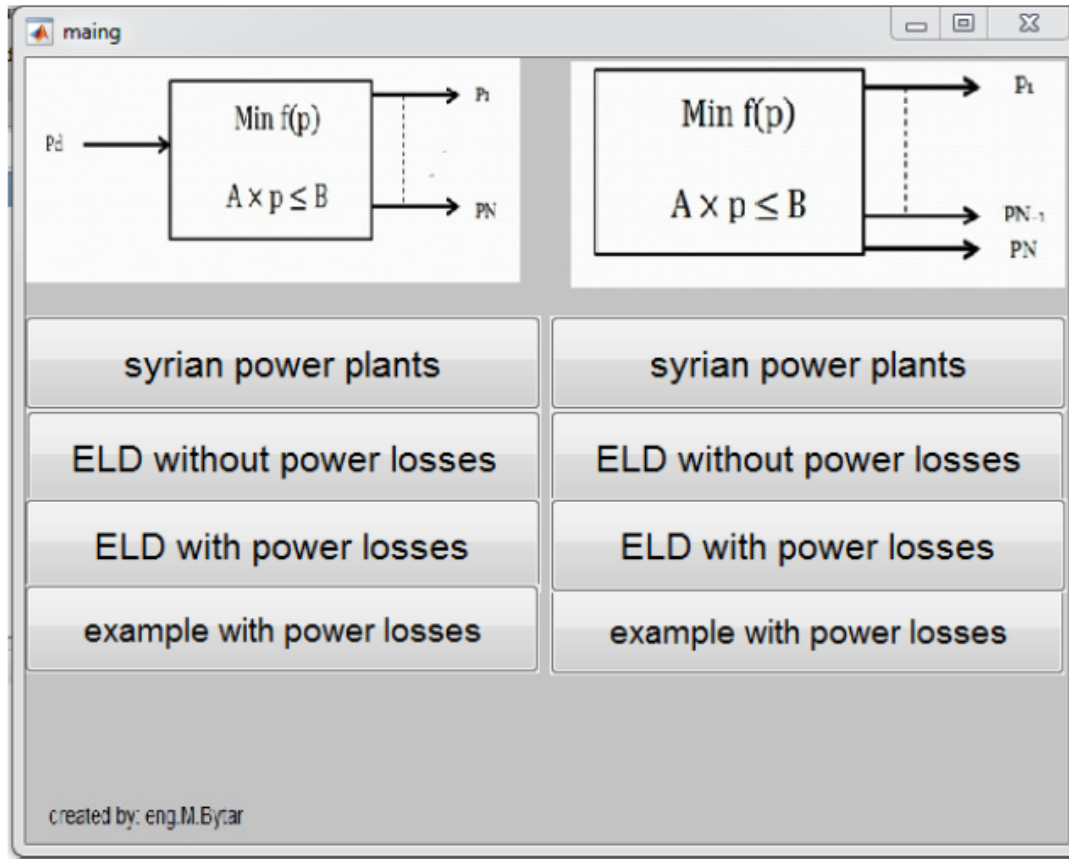 maing
Pd
Min f(p)
A × p ≤ B
P1
PN
Min f(p)
A × p ≤ B
P1
PN-1
PN
syrian power plants
syrian power plants
ELD without power losses
ELD without power losses
ELD with power losses
ELD with power losses
example with power losses
example with power losses
created by: eng.M.Bytar